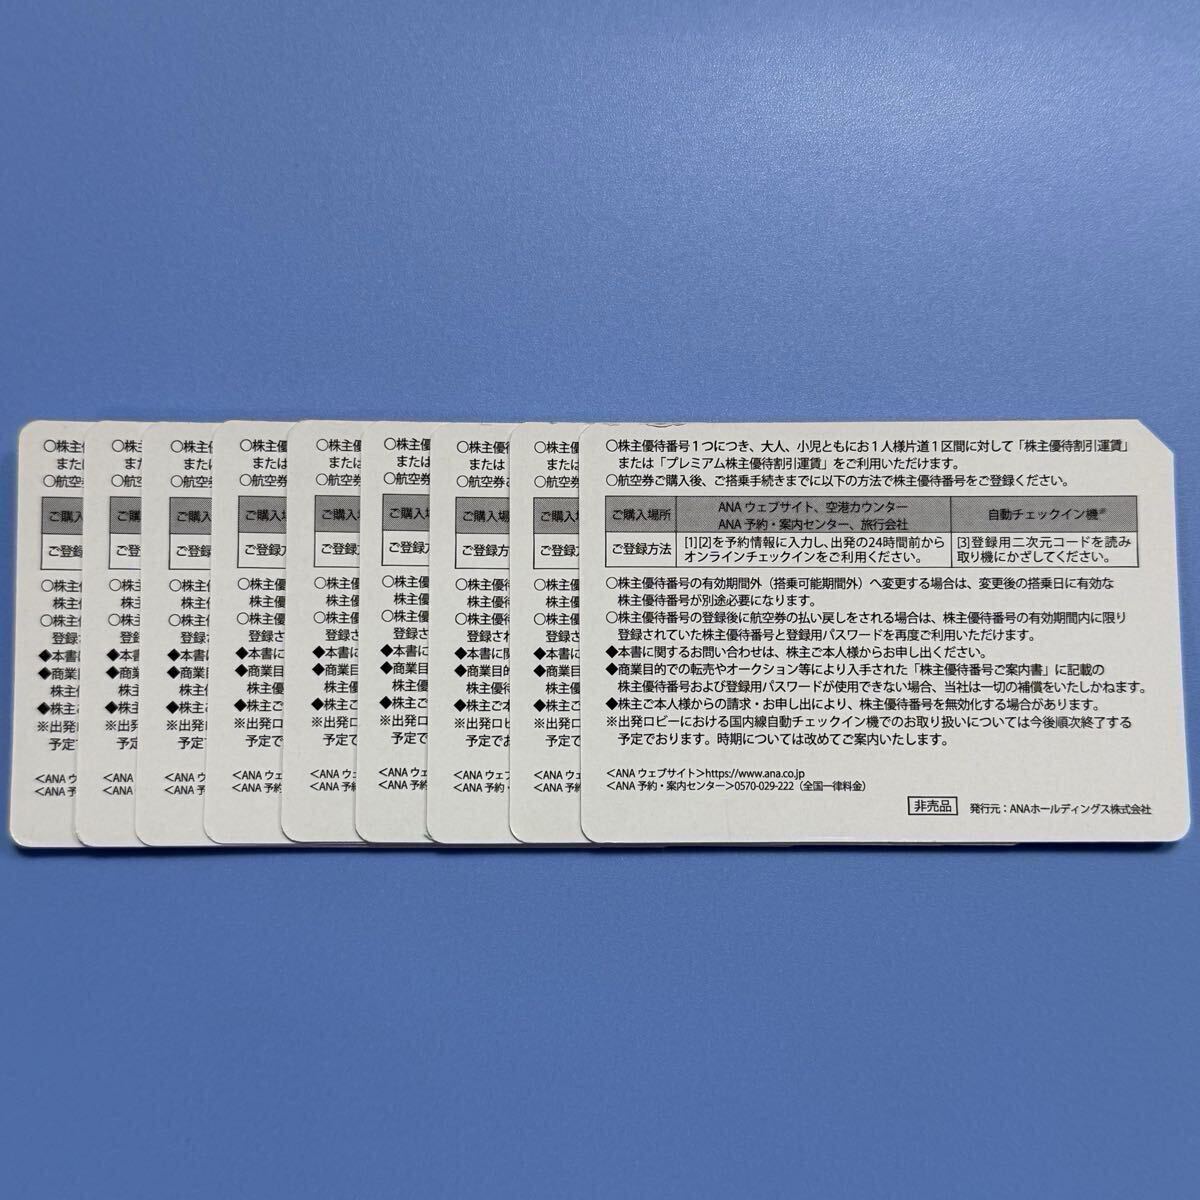 ○株主優待番号1つにつき、大人、小児ともにお1人様片道1区間に対して「株主優待割引運賃」
または「プレミアム株主優待割引運賃」をご利用いただけます。
○航空券ご購入後、ご搭乗手続きまでに以下の方法で株主優待番号をご登録ください。
ご購入場所
ANA ウェブサイト、空港カウンター
ANA 予約・案内センター、旅行会社
自動チェックイン機※
ご登録方法
[1][2]を予約情報に入力し、出発の24時間前から
オンラインチェックインをご利用ください。
[3]登録用二次元コードを読み
取り機にかざしてください。
○株主優待番号の有効期間外（搭乗可能期間外）へ変更する場合は、変更後の搭乗日に有効な
株主優待番号が別途必要になります。
○株主優待番号の登録後に航空券の払い戻しをされる場合は、株主優待番号の有効期間内に限り
登録されていた株主優待番号と登録用パスワードを再度ご利用いただけます。
◆本書に関するお問い合わせは、株主ご本人様からお申し出ください。
◆商業目的での転売やオークション等により入手された「株主優待番号ご案内書」に記載の
株主優待番号および登録用パスワードが使用できない場合、当社は一切の補償をいたしかねます。
◆株主ご本人様からの請求・お申し出により、株主優待番号を無効化する場合があります。
※出発ロビーにおける国内線自動チェックイン機でのお取り扱いについては今後順次終了する
予定でおります。時期については改めてご案内いたします。
＜ANA ウェブサイト＞https://www.ana.co.jp
＜ANA 予約・案内センター＞0570-029-222（全国一律料金）
非売品 発行元：ANAホールディングス株式会社